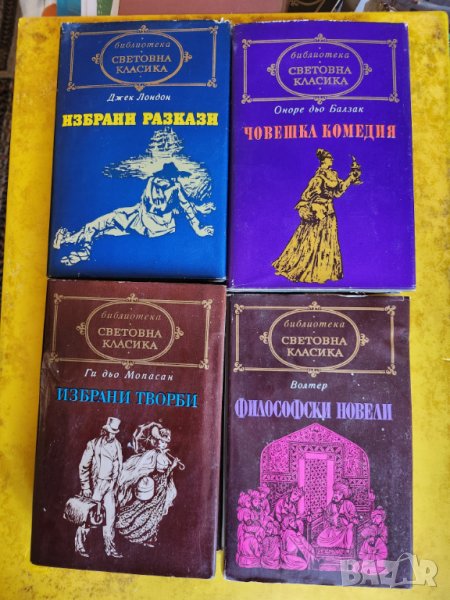 библиотека
СВЕТОВНА
КЛАСИКА
Джек Лондон
ИЗБРАНИ РАЗКАЗИ
библиотека
СВЕТОВНА
КЛАСИКА
Оноре дьо Балзак
ЧОВЕШКА КОМЕДИЯ
библиотека
СВЕТОВНА
КЛАСИКА
Ги дьо Мопасан
ИЗБРАНИ ТВОРБИ
библиотека
СВЕТОВНА
КЛАСИКА
Волтер
ФИЛОСОФСКИ НОВЕЛИ
BAZAR